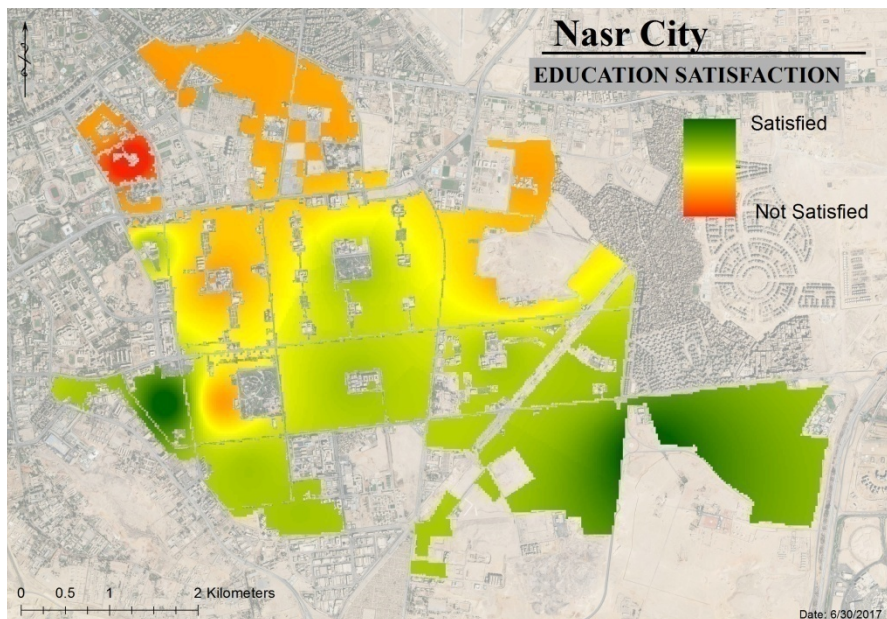 Nasr City
EDUCATION SATISFACTION
Satisfied
Not Satisfied
0 0.5 1 2 Kilometers
Date: 6/30/2017